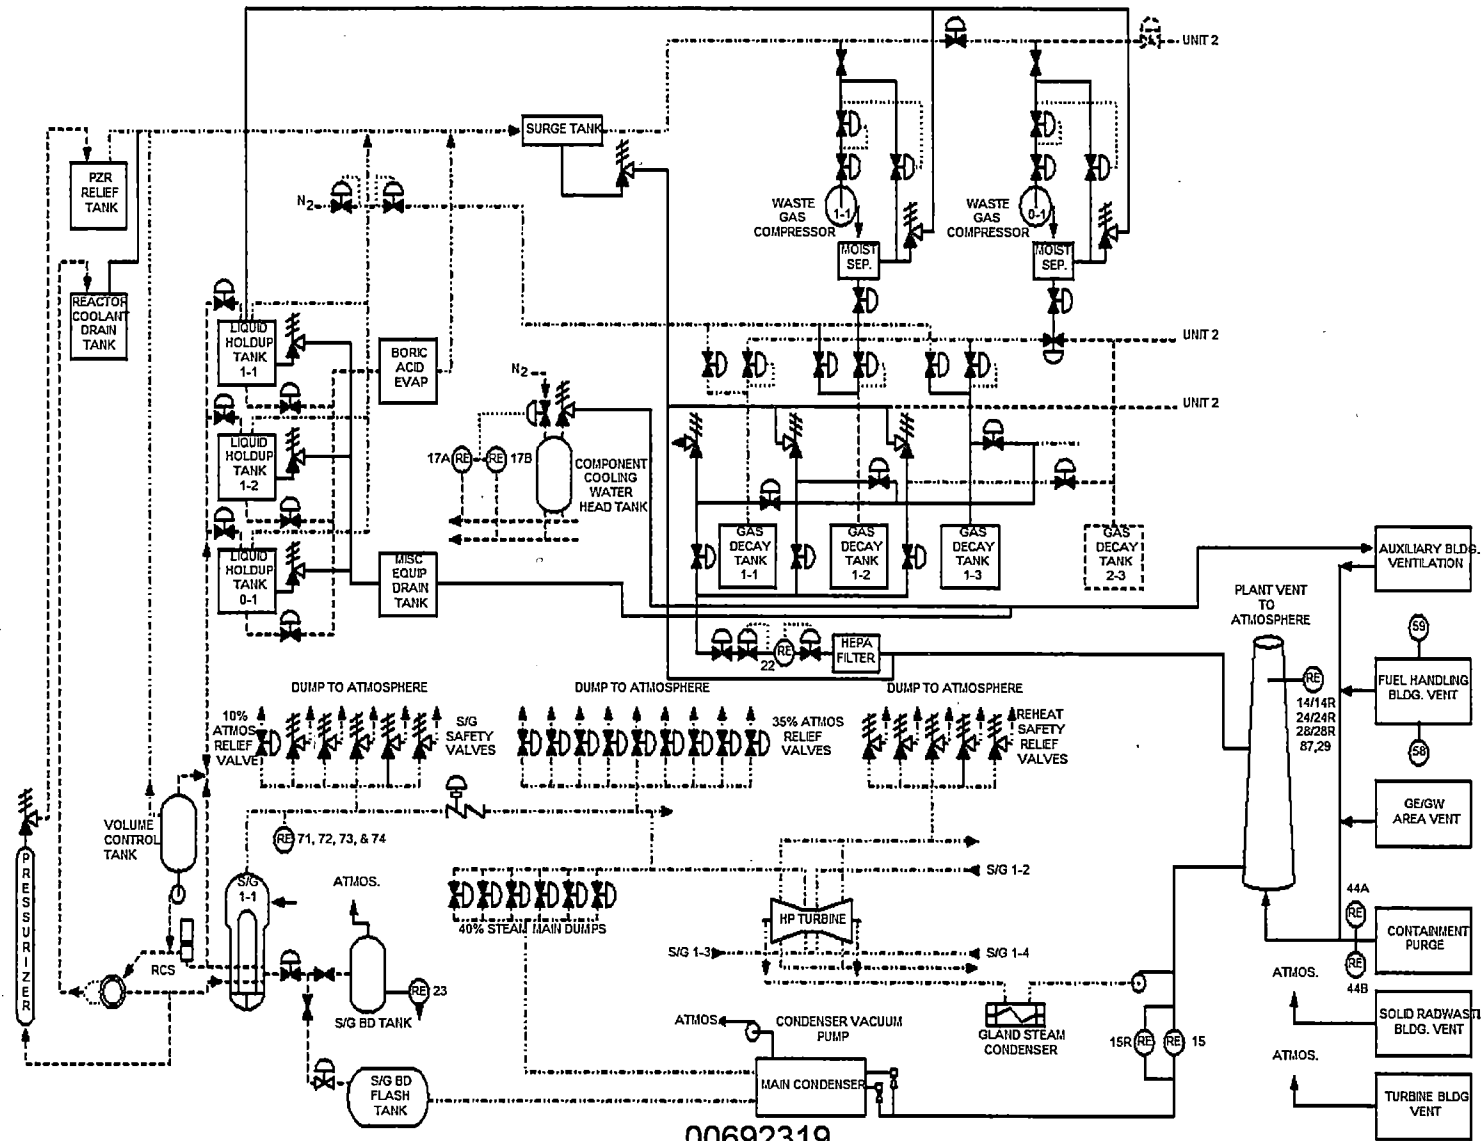 UNIT 2
SURGE TANK
PZR
RELIEF
TANK
N2
WASTE
GAS
COMPRESSOR
1-1
WASTE
GAS
COMPRESSOR
0-1
MOIST
SEP.
MOIST
SEP.
REACTOR
COOLANT
DRAIN
TANK
LIQUID
HOLDUP
TANK
1-1
BORIC
ACID
EVAP
UNIT 2
N2
UNIT 2
LIQUID
HOLDUP
TANK
1-2
17A RE
RE 17B
COMPONENT
COOLING
WATER
HEAD TANK
LIQUID
HOLDUP
TANK
0-1
MISC
EQUIP
DRAIN
TANK
GAS
DECAY
TANK
1-1
GAS
DECAY
TANK
1-2
GAS
DECAY
TANK
1-3
GAS
DECAY
TANK
2-3
AUXILIARY BLDG.
VENTILATION
PLANT VENT
TO
ATMOSPHERE
HEPA
FILTER
RE
22
59
FUEL HANDLING
BLDG. VENT
58
RE
14/14R
24/24R
28/28R
87,29
DUMP TO ATMOSPHERE
DUMP TO ATMOSPHERE
DUMP TO ATMOSPHERE
10%
ATMOS
RELIEF
VALVE
S/G
SAFETY
VALVES
35% ATMOS
RELIEF
VALVES
REHEAT
SAFETY
RELIEF
VALVES
GE/GW
AREA VENT
VOLUME
CONTROL
TANK
RE 71, 72, 73, & 74
PRESSURIZER
S/G
1-1
ATMOS.
S/G 1-2
HP TURBINE
40% STEAM MAIN DUMPS
S/G 1-3
S/G 1-4
44A
RE
RE
44B
CONTAINMENT
PURGE
RCS
RE 23
S/G BD TANK
ATMOS.
SOLID RADWAST
BLDG. VENT
ATMOS
CONDENSER VACUUM
PUMP
GLAND STEAM
CONDENSER
15R RE
RE 15
ATMOS.
S/G BD
FLASH
TANK
MAIN CONDENSER
TURBINE BLDG
VENT
00692319